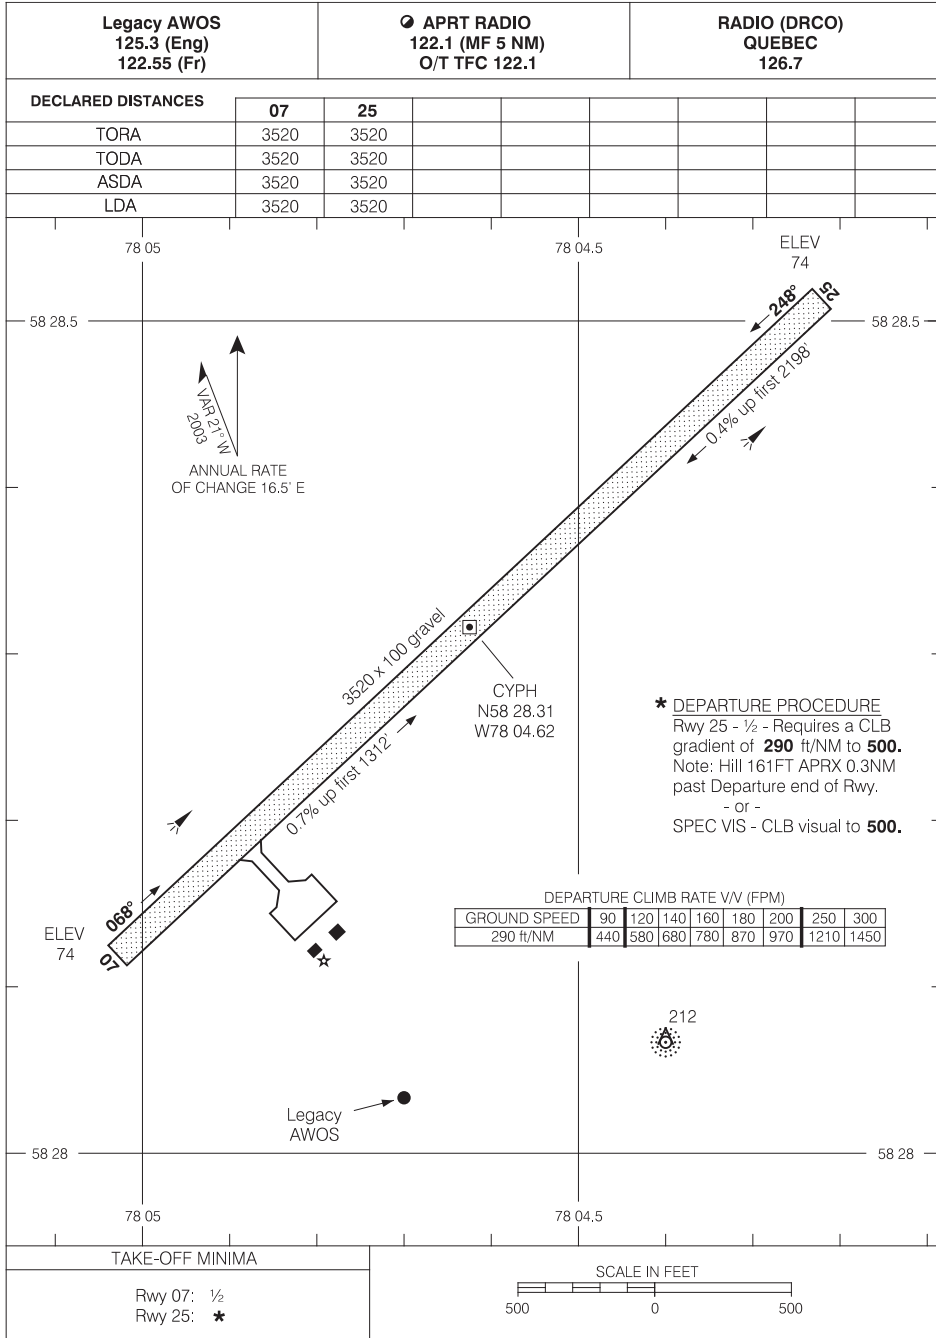 Legacy AWOS
125.3 (Eng)
122.55 (Fr)
APRT RADIO
122.1 (MF 5 NM)
O/T TFC 122.1
RADIO (DRCO)
QUEBEC
126.7
DECLARED DISTANCES
07 25
TORA 3520 3520
TODA 3520 3520
ASDA 3520 3520
LDA 3520 3520
78 05
78 04.5
ELEV
74
25
248°
58 28.5
58 28.5
0.4% up first 2198'
VAR 21° W
2003
ANNUAL RATE
OF CHANGE 16.5' E
3520 x 100 gravel
CYPH
N58 28.31
W78 04.62
0.7% up first 1312'
* DEPARTURE PROCEDURE
Rwy 25 - ½ - Requires a CLB
gradient of 290 ft/NM to 500.
Note: Hill 161FT APRX 0.3NM
past Departure end of Rwy.
- or -
SPEC VIS - CLB visual to 500.
068°
ELEV
74
07
DEPARTURE CLIMB RATE V/V (FPM)
GROUND SPEED 90 120 140 160 180 200 250 300
290 ft/NM 440 580 680 780 870 970 1210 1450
212
Legacy
AWOS
58 28
58 28
78 05
78 04.5
TAKE-OFF MINIMA
Rwy 07: ½
Rwy 25: *
SCALE IN FEET
500 0 500